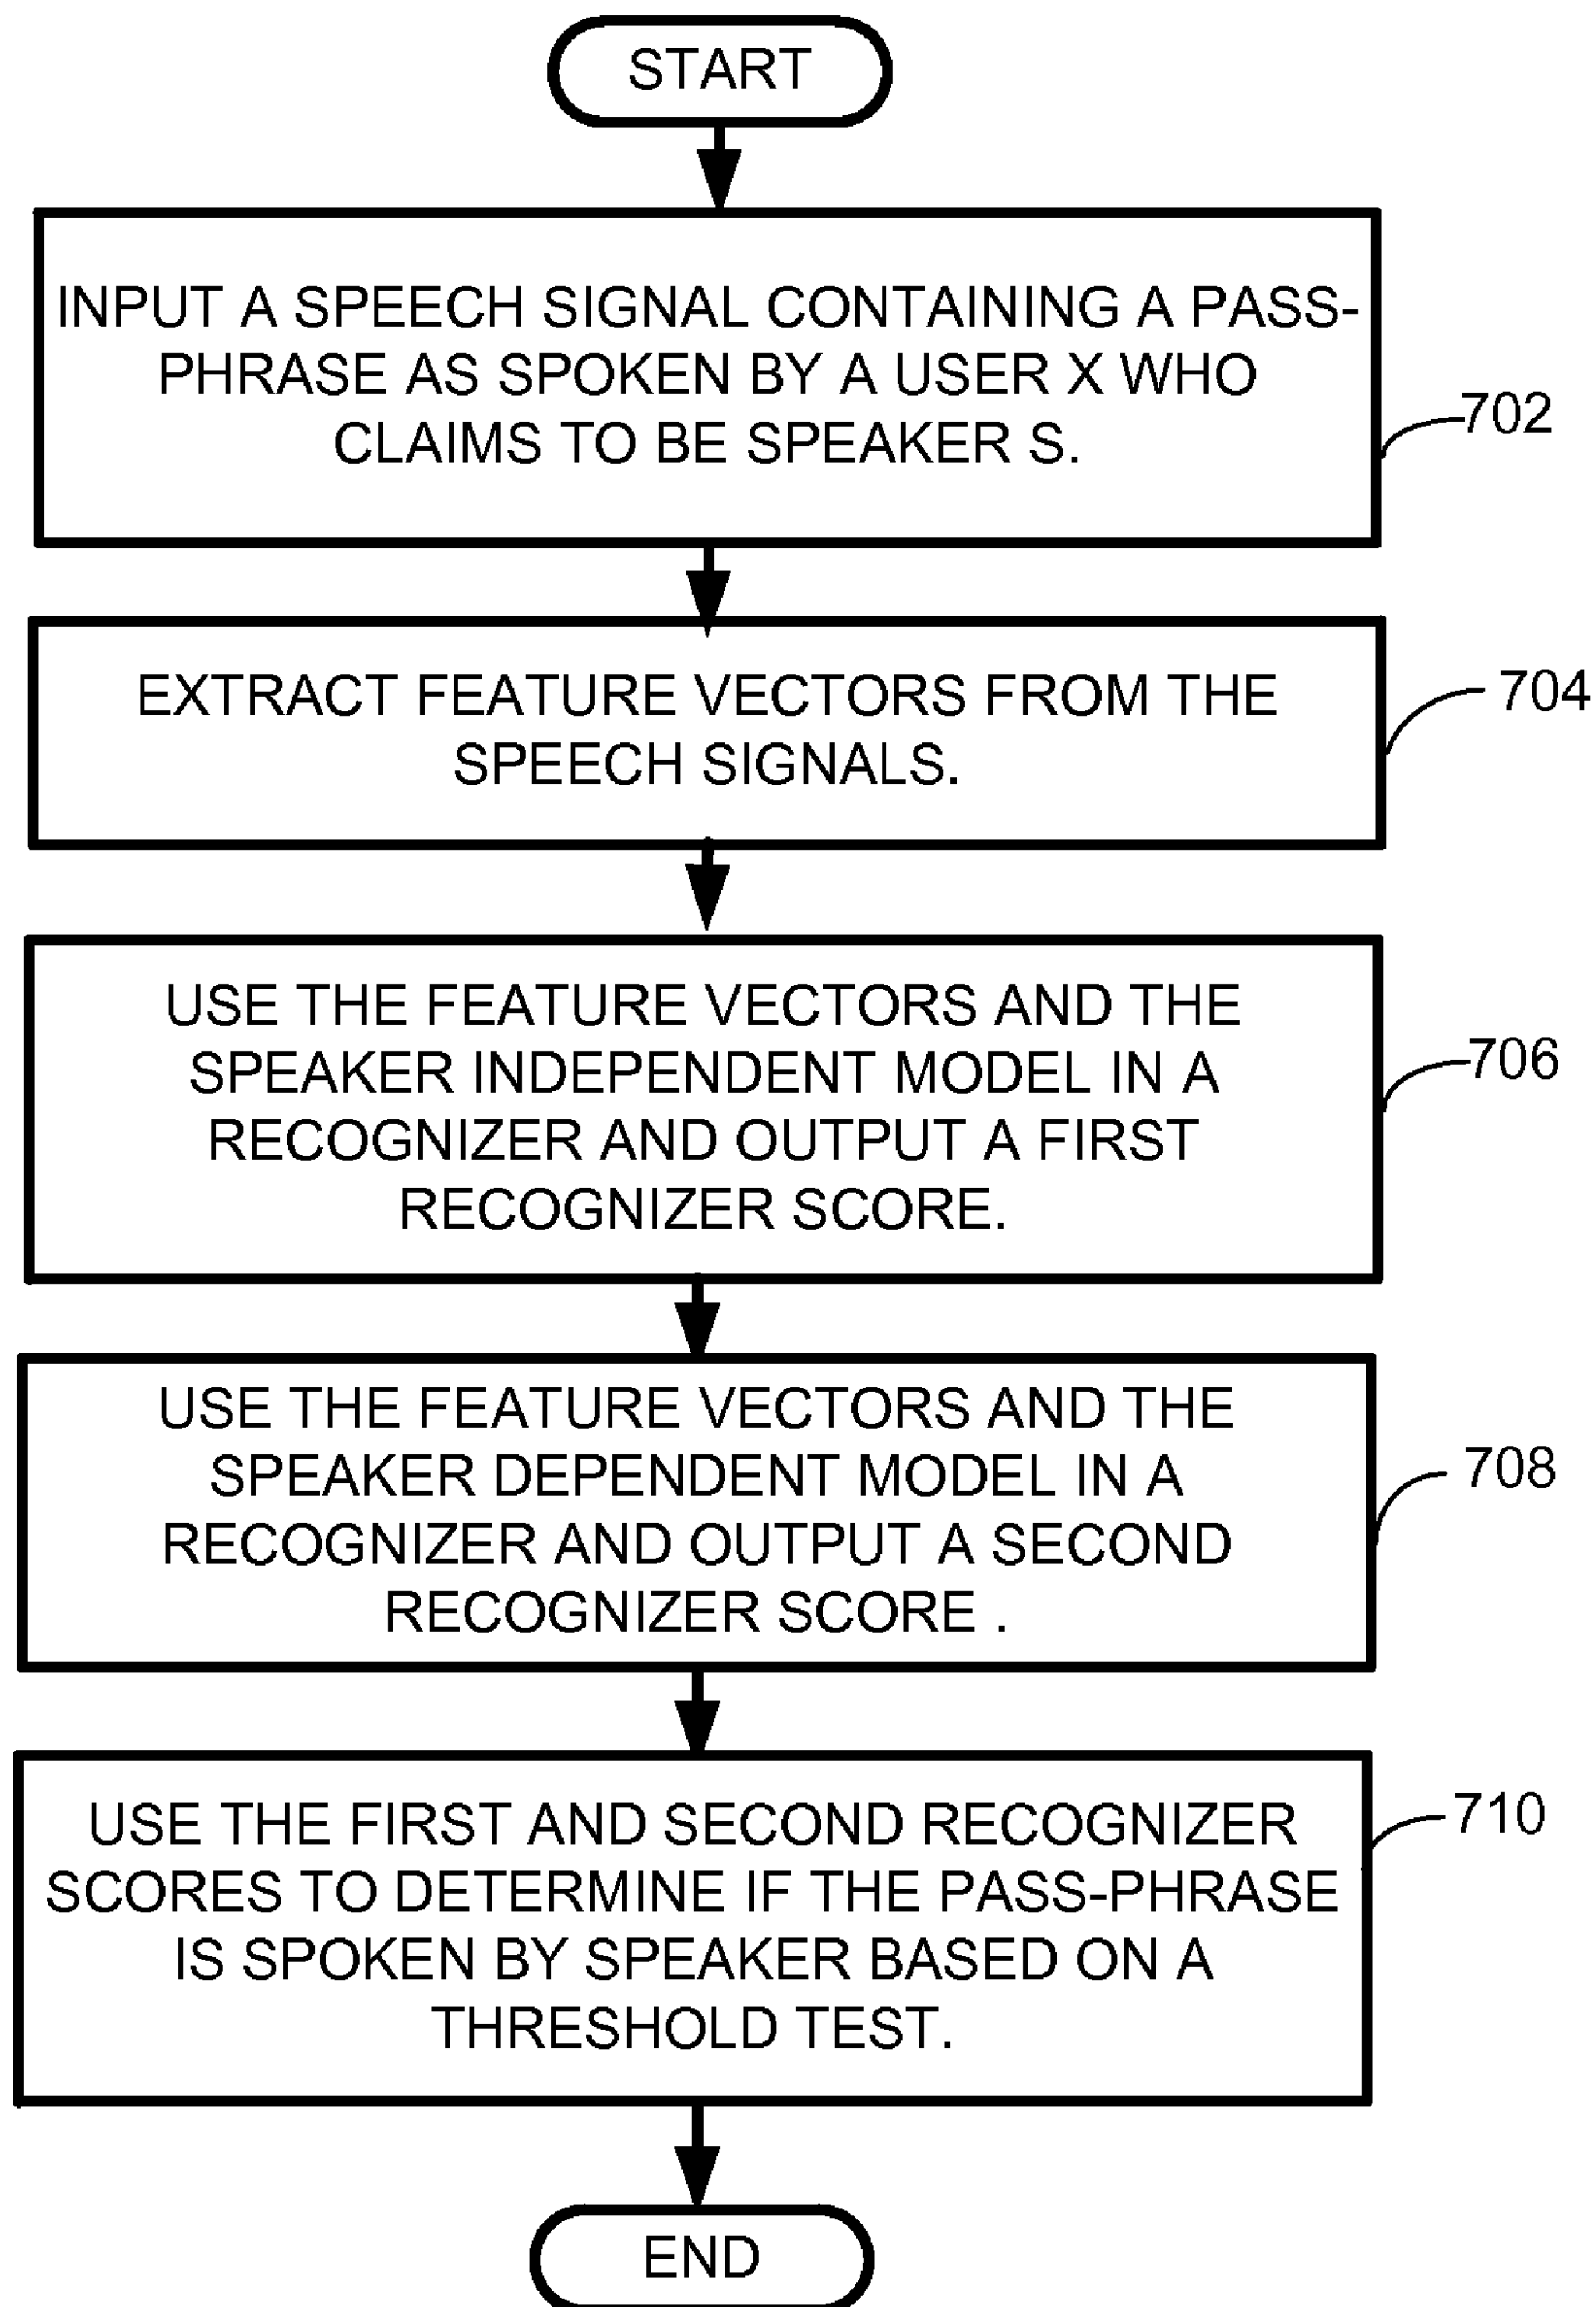 START
INPUT A SPEECH SIGNAL CONTAINING A PASS-
PHRASE AS SPOKEN BY A USER X WHO
CLAIMS TO BE SPEAKER S.
702
EXTRACT FEATURE VECTORS FROM THE
SPEECH SIGNALS.
704
USE THE FEATURE VECTORS AND THE
SPEAKER INDEPENDENT MODEL IN A
RECOGNIZER AND OUTPUT A FIRST
RECOGNIZER SCORE.
706
USE THE FEATURE VECTORS AND THE
SPEAKER DEPENDENT MODEL IN A
RECOGNIZER AND OUTPUT A SECOND
RECOGNIZER SCORE .
708
USE THE FIRST AND SECOND RECOGNIZER
SCORES TO DETERMINE IF THE PASS-PHRASE
IS SPOKEN BY SPEAKER BASED ON A
THRESHOLD TEST.
710
END